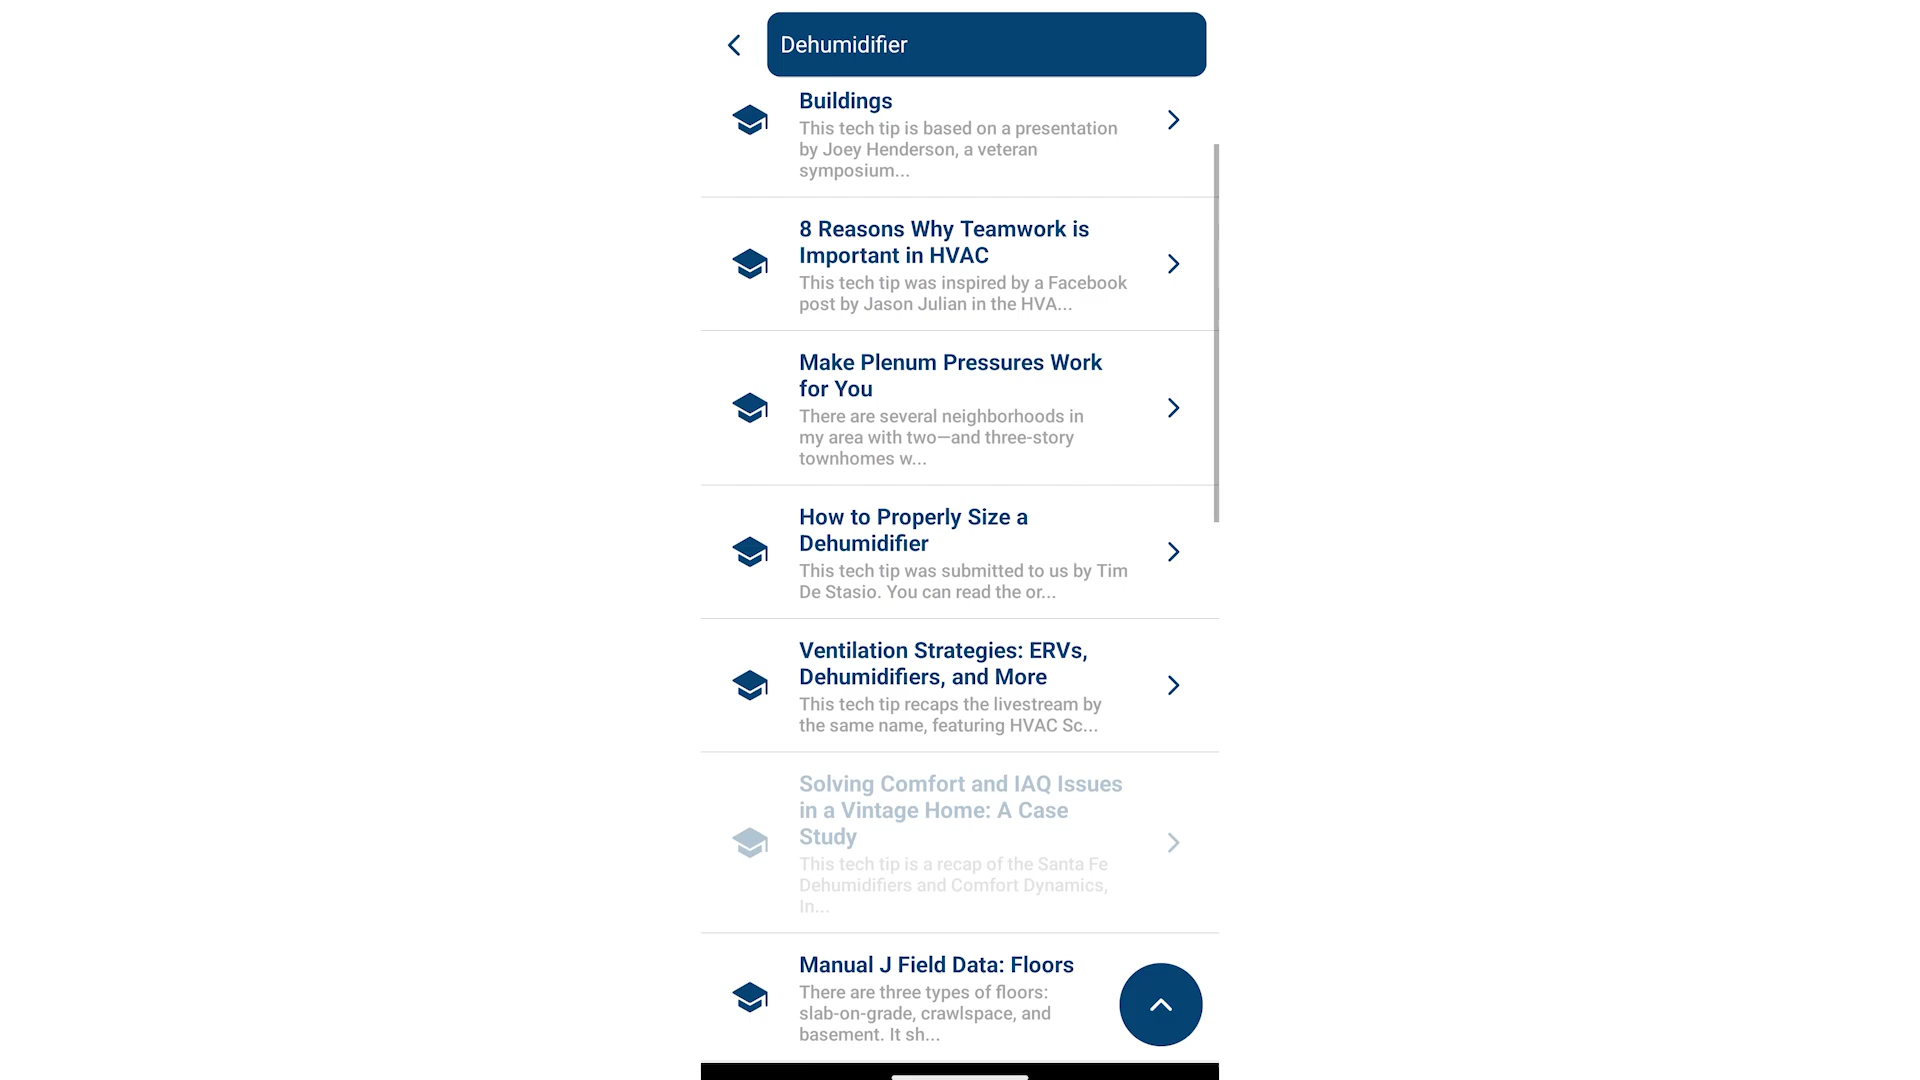 Dehumidifier
Buildings
This tech tip is based on a presentation
by Joey Henderson, a veteran
symposium...
8 Reasons Why Teamwork is
Important in HVAC
This tech tip was inspired by a Facebook
post by Jason Julian in the HVA...
Make Plenum Pressures Work
for You
There are several neighborhoods in
my area with two—and three-story
townhomes w...
How to Properly Size a
Dehumidifier
This tech tip was submitted to us by Tim
De Stasio. You can read the or...
Ventilation Strategies: ERVs,
Dehumidifiers, and More
This tech tip recaps the livestream by
the same name, featuring HVAC Sc...
Solving Comfort and IAQ Issues
in a Vintage Home: A Case
Study
This tech tip is a recap of the Santa Fe
Dehumidifiers and Comfort Dynamics,
In...
Manual J Field Data: Floors
There are three types of floors:
slab-on-grade, crawlspace, and
basement. It sh...